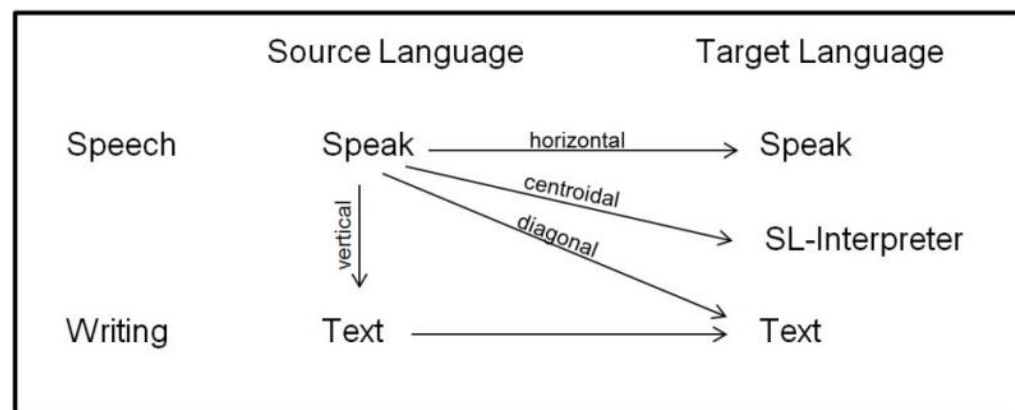 Source Language Target Language
Speech Speak horizontal Speak
centroidal
diagonal
vertical
SL-Interpreter
Writing Text Text